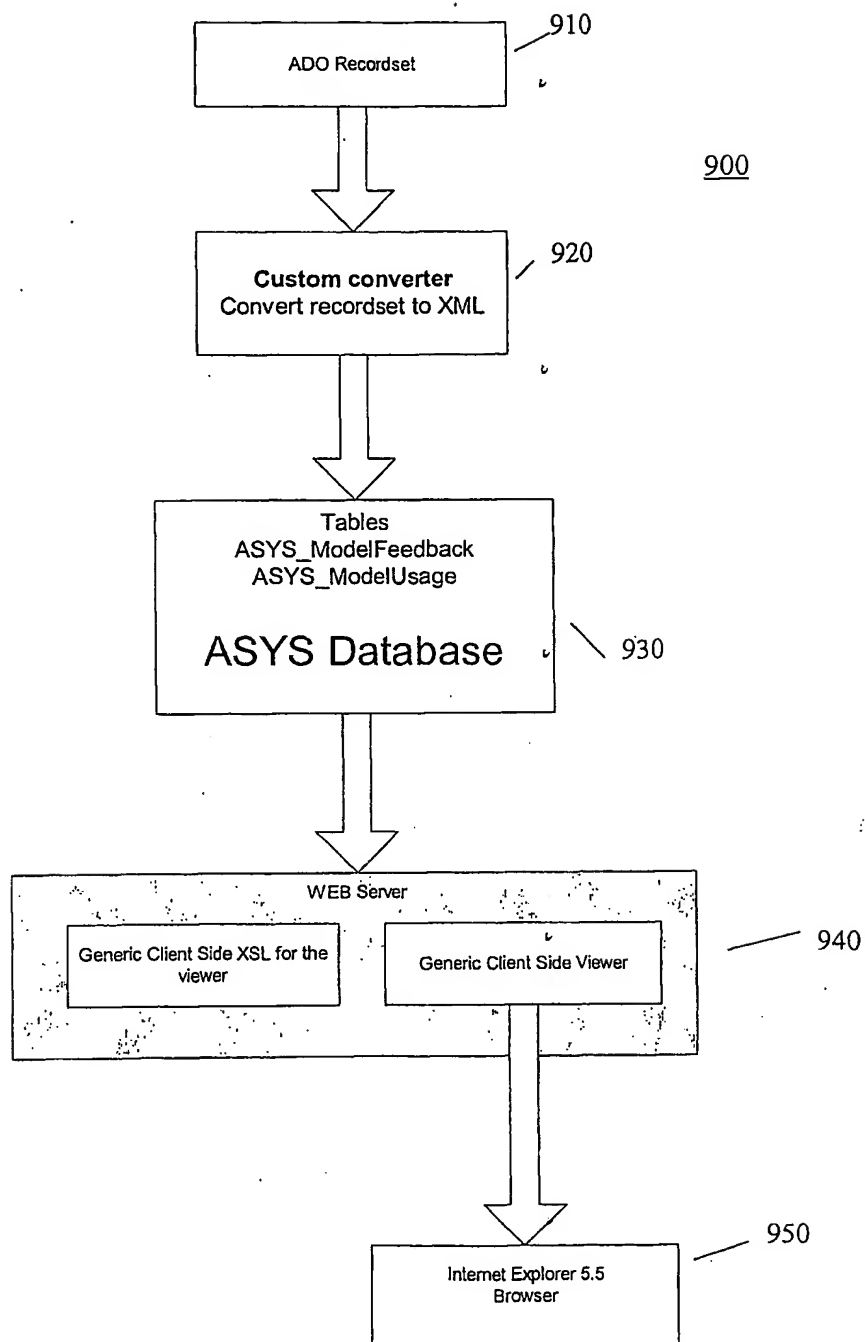 910
ADO Recordset
900
920
Custom converter
Convert recordset to XML
Tables
ASYS_ModelFeedback
ASYS_ModelUsage
ASYS Database
930
WEB Server
Generic Client Side XSL for the
viewer
Generic Client Side Viewer
940
950
Internet Explorer 5.5
Browser